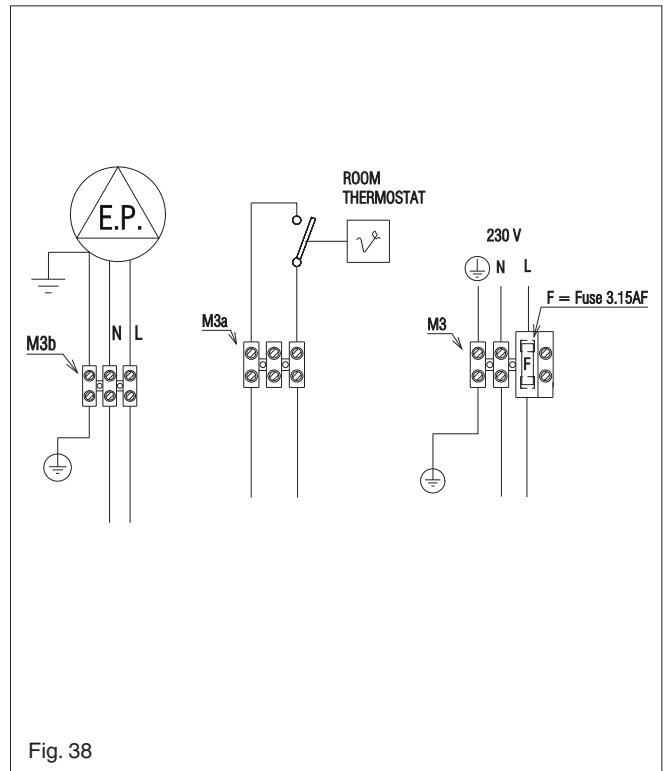 E.P.
N L
M3b
ROOM
THERMOSTAT
M3a
230 V
N L
F = Fuse 3.15AF
M3
F
Fig. 38